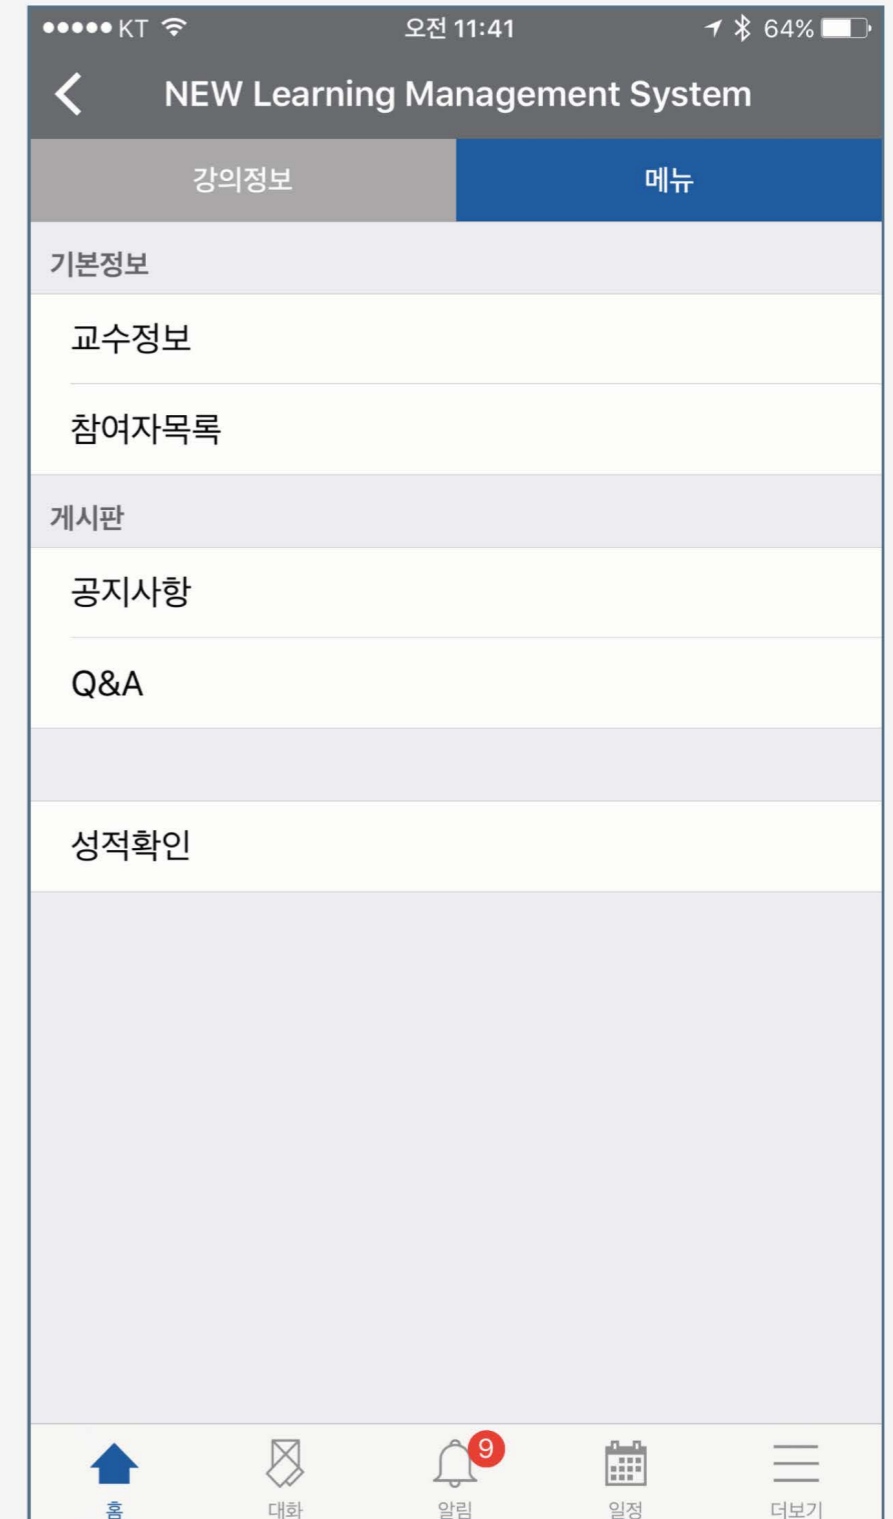 KT 오전 11:41 64%
NEW Learning Management System
강의정보 메뉴
기본정보
교수정보
참여자목록
게시판
공지사항
Q&A
성적확인
9
홈 대화 알림 일정 더보기